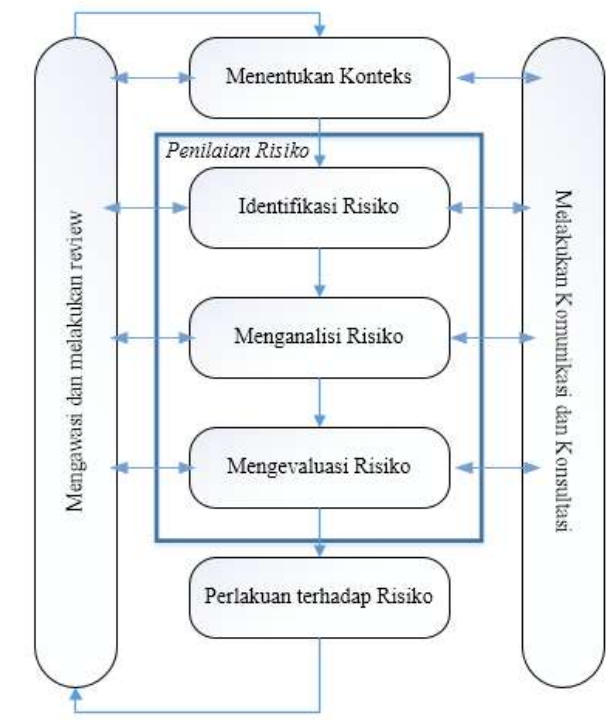 Menentukan Konteks
Penilaian Risiko
Identifikasi Risiko
Menganalisi Risiko
Mengevaluasi Risiko
Perlakuan terhadap Risiko
Mengawasi dan melakukan review
Melakukan Komunikasi dan Konsultasi